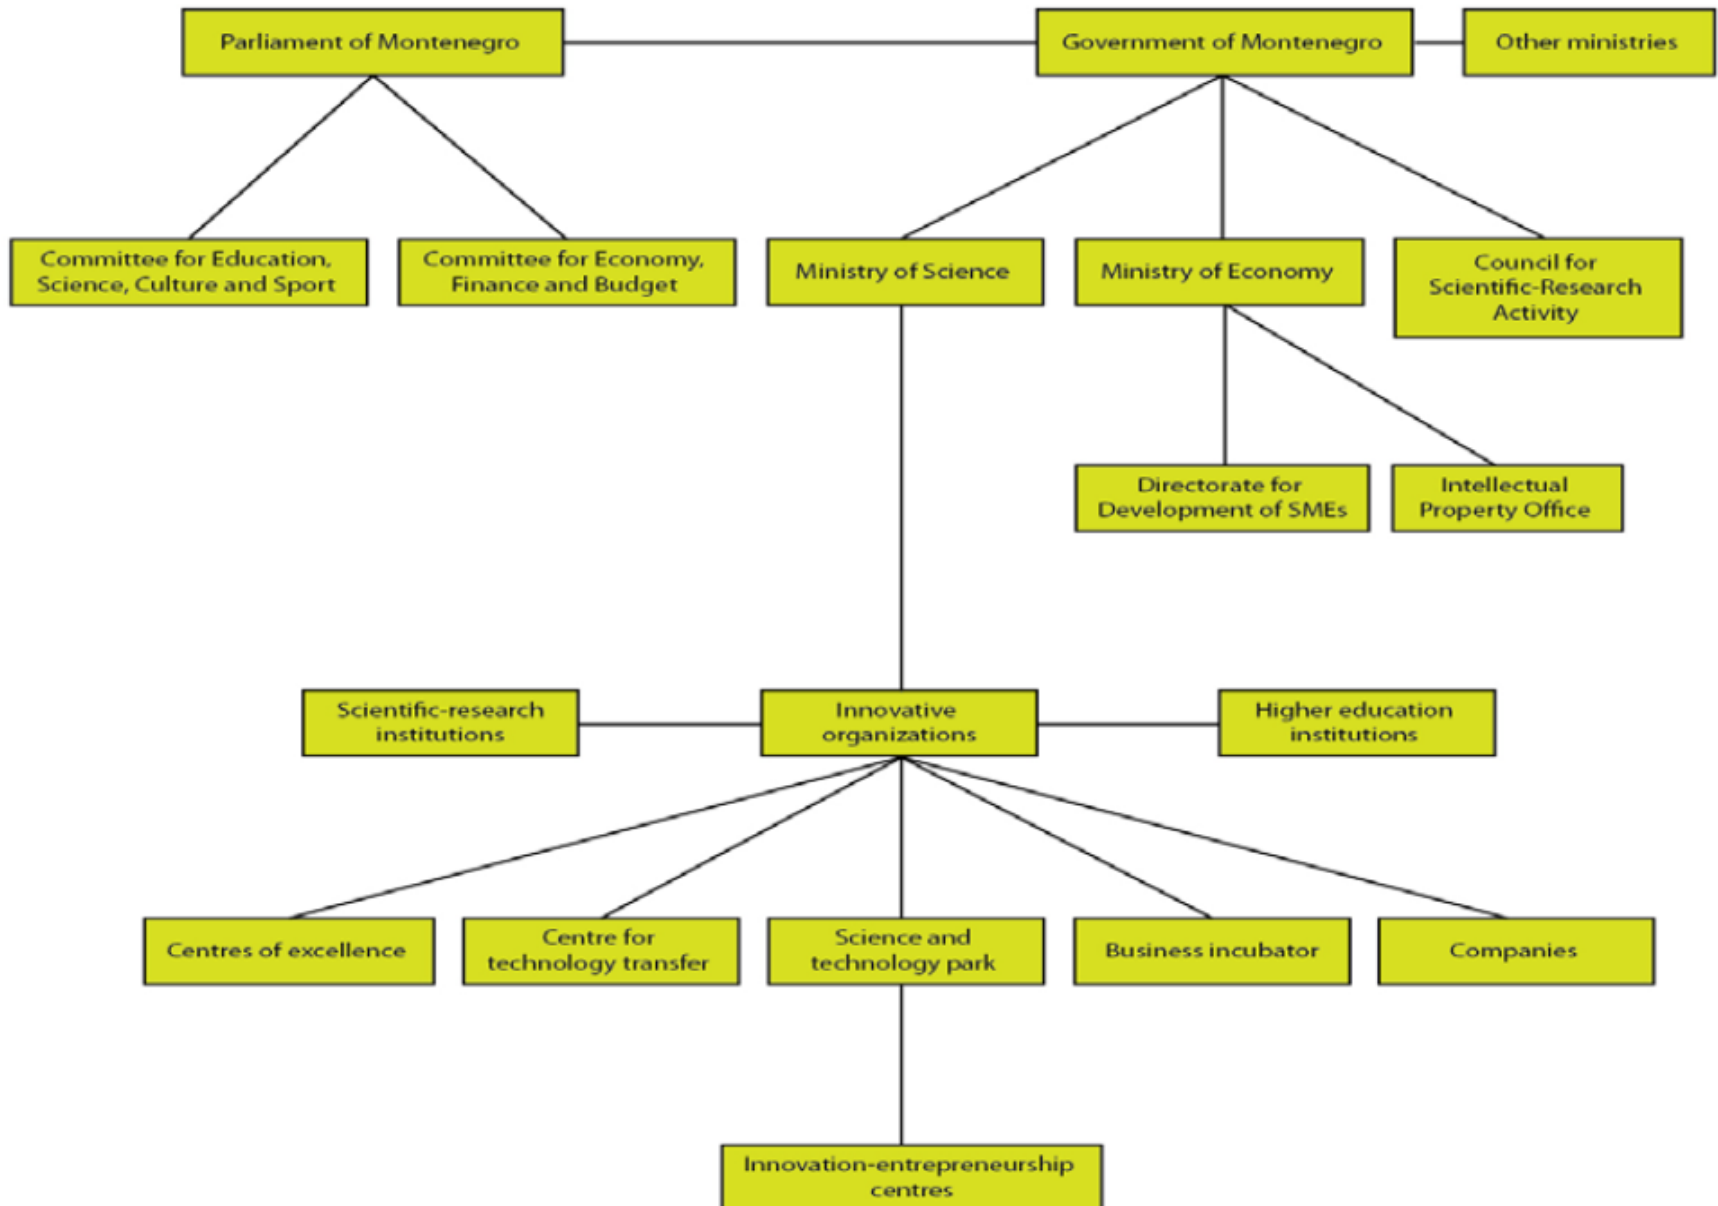 Parliament of Montenegro
Government of Montenegro
Other ministries
Committee for Education,
Science, Culture and Sport
Committee for Economy,
Finance and Budget
Ministry of Science
Ministry of Economy
Council for
Scientific-Research
Activity
Directorate for
Development of SMEs
Intellectual
Property Office
Scientific-research
institutions
Innovative
organizations
Higher education
institutions
Centres of excellence
Centre for
technology transfer
Science and
technology park
Business incubator
Companies
Innovation-entrepreneurship
centres